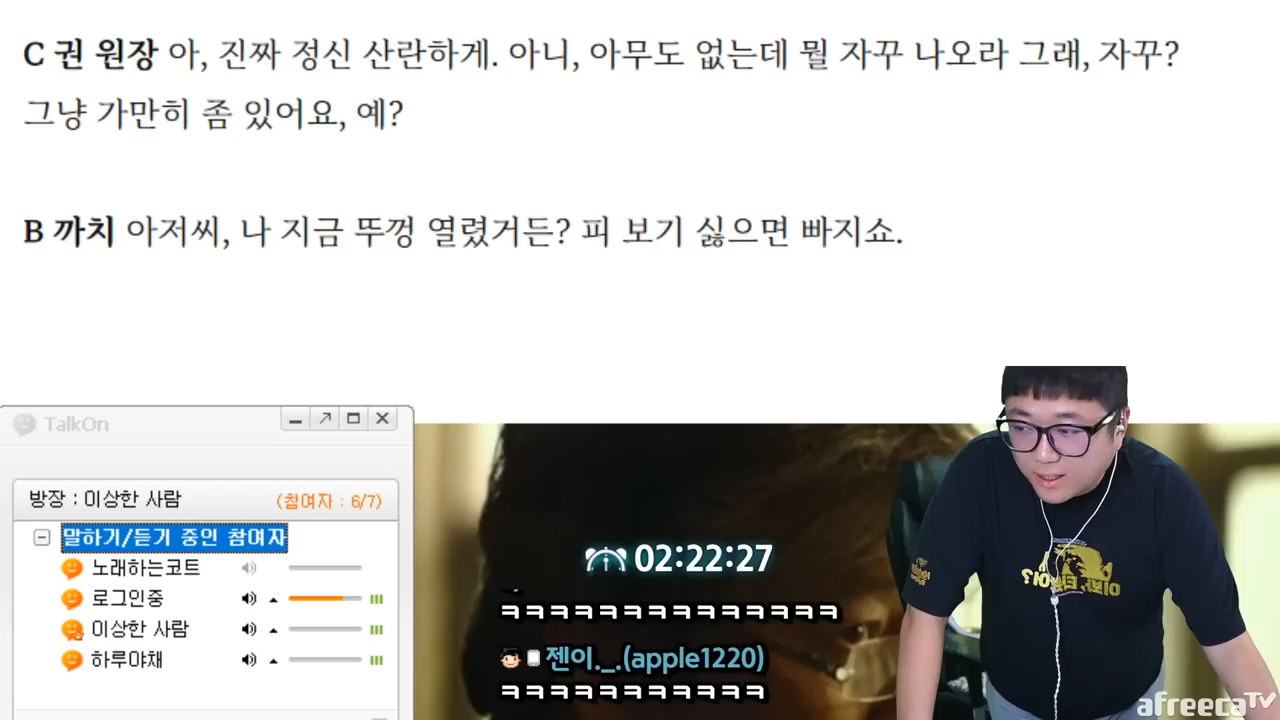 C 권 원장 아, 진짜 정신 산란하게. 아니, 아무도 없는데 뭘 자꾸 나오라 그래, 자꾸?
그냥 가만히 좀 있어요, 예?
B 까치 아저씨, 나 지금 뚜껑 열렸거든? 피 보기 싫으면 빠지쇼.
TalkOn
방장 : 이상한 사람 (참여자 : 6/7)
말하기/듣기 중인 참여자
노래하는코트
로그인중
이상한 사람
하루야채
02:22:27
ㅋㅋㅋㅋㅋㅋㅋㅋㅋㅋㅋㅋㅋㅋ
젠이._.(apple1220)
ㅋㅋㅋㅋㅋㅋㅋㅋㅋㅋㅋ
afreecaTV